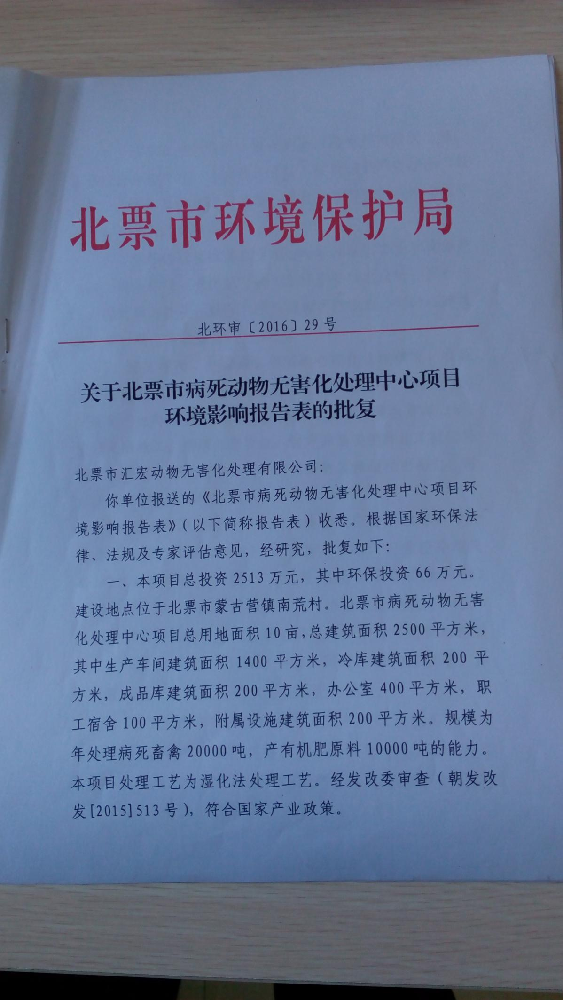 北票市环境保护局
北环审〔2016〕29号
关于北票市病死动物无害化处理中心项目
环境影响报告表的批复
北票市汇宏动物无害化处理有限公司：
你单位报送的《北票市病死动物无害化处理中心项目环
境影响报告表》（以下简称报告表）收悉。根据国家环保法
律、法规及专家评估意见，经研究，批复如下：
一、本项目总投资2513万元，其中环保投资66万元。
建设地点位于北票市蒙古营镇南荒村。北票市病死动物无害
化处理中心项目总用地面积10亩，总建筑面积2500平方米，
其中生产车间建筑面积1400平方米，冷库建筑面积200平
方米，成品库建筑面积200平方米，办公室400平方米，职
工宿舍100平方米，附属设施建筑面积200平方米。规模为
年处理病死畜禽20000吨，产有机肥原料10000吨的能力。
本项目处理工艺为湿化法处理工艺。经发改委审查（朝发改
发[2015]513号），符合国家产业政策。